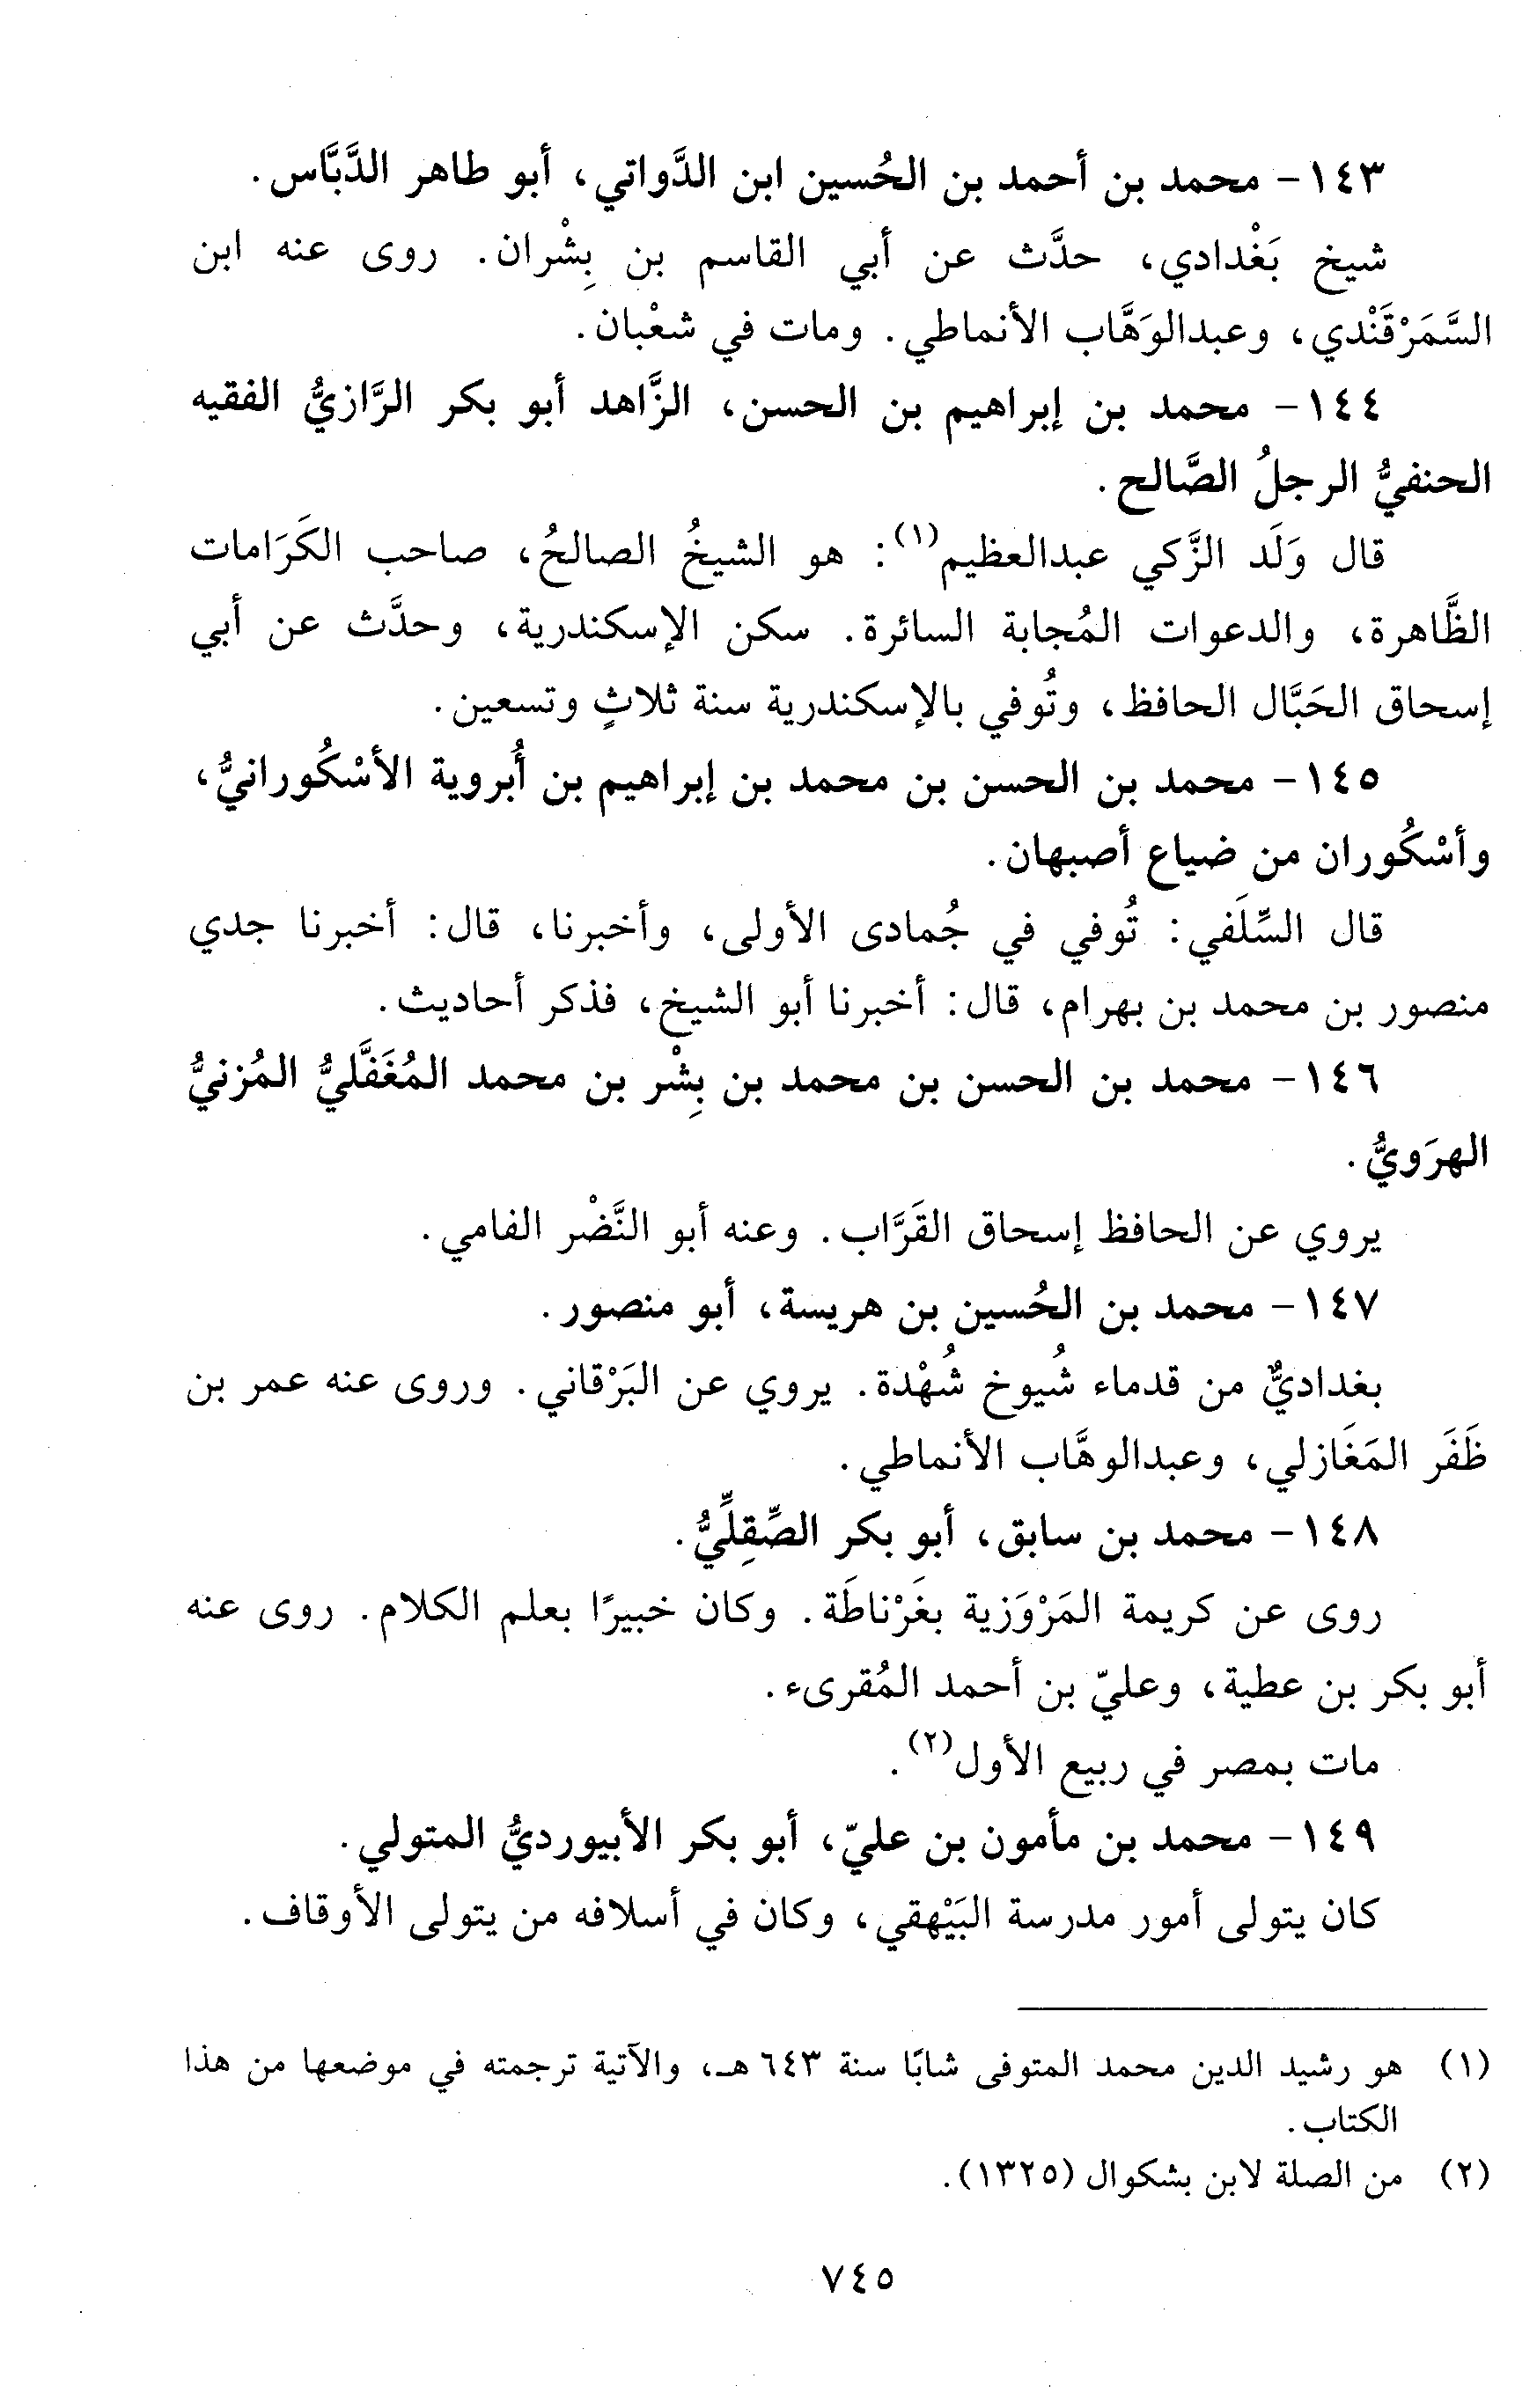 ١٤٣ - محمد بن أحمد بن الحُسين ابن الدَّواتي، أبو طاهر الدَّبَّاس.
شيخ بَغْدادي، حدَّث عن أبي القاسم بن بِشْران. روى عنه ابن
السَّمَرْقَنْدي، وعبدالوَهَّاب الأنماطي. ومات في شعْبان.
١٤٤ - محمد بن إبراهيم بن الحسن، الزَّاهد أبو بكر الرَّازيُّ الفقيه
الحنفيُّ الرجلُ الصَّالح.
قال وَلَد الزَّكي عبدالعظيم(١): هو الشيخُ الصالحُ، صاحب الكَرَامات
الظَّاهرة، والدعوات المُجابة السائرة. سكن الإسكندرية، وحدَّث عن أبي
إسحاق الحَبَّال الحافظ، وتُوفي بالإسكندرية سنة ثلاثٍ وتسعين.
١٤٥ - محمد بن الحسن بن محمد بن إبراهيم بن أُبروية الأسْكُورانيُّ،
وأسْكُوران من ضياع أصبهان.
قال السِّلَفي: تُوفي في جُمادى الأولى، وأخبرنا، قال: أخبرنا جدي
منصور بن محمد بن بهرام، قال: أخبرنا أبو الشيخ، فذكر أحاديث.
١٤٦ - محمد بن الحسن بن محمد بن بِشْر بن محمد المُغَفَّليُّ المُزنيُّ
الهرَويُّ.
يروي عن الحافظ إسحاق القَرَّاب. وعنه أبو النَّضْر الفامي.
١٤٧ - محمد بن الحُسين بن هريسة، أبو منصور.
بغداديٌّ من قدماء شُيوخ شُهْدة. يروي عن البَرْقاني. وروى عنه عمر بن
ظَفَر المَغَازلي، وعبدالوهَّاب الأنماطي.
١٤٨ - محمد بن سابق، أبو بكر الصِّقِلِّيُّ.
روى عن كريمة المَرْوَزية بغَرْناطَة. وكان خبيرًا بعلم الكلام. روى عنه
أبو بكر بن عطية، وعليّ بن أحمد المُقرىء.
مات بمصر في ربيع الأول(٢).
١٤٩ - محمد بن مأمون بن عليّ، أبو بكر الأبيورديُّ المتولي.
كان يتولى أمور مدرسة البَيْهقي، وكان في أسلافه من يتولى الأوقاف.
(١) هو رشيد الدين محمد المتوفى شابًا سنة ٦٤٣هـ، والآتية ترجمته في موضعها من هذا
الكتاب.
(٢) من الصلة لابن بشكوال (١٣٢٥).
٧٤٥